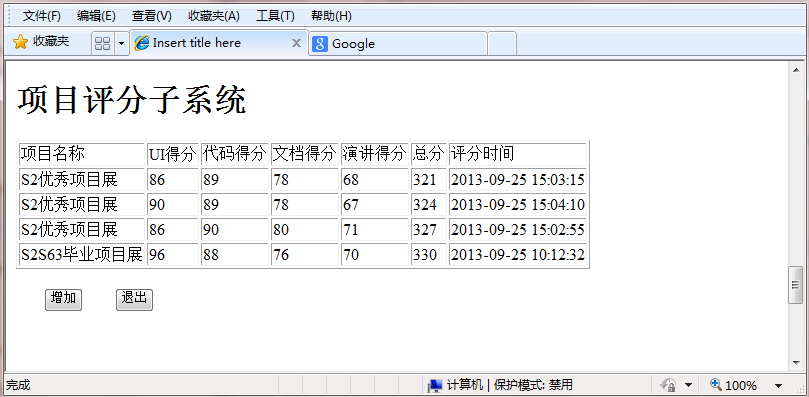 文件(F) 编辑(E) 查看(V) 收藏夹(A) 工具(T) 帮助(H)
收藏夹 Insert title here Google
项目评分子系统
项目名称 UI得分 代码得分 文档得分 演讲得分 总分 评分时间
S2优秀项目展 86 89 78 68 321 2013-09-25 15:03:15
S2优秀项目展 90 89 78 67 324 2013-09-25 15:04:10
S2优秀项目展 86 90 80 71 327 2013-09-25 15:02:55
S2S63毕业项目展 96 88 76 70 330 2013-09-25 10:12:32
增加 退出
完成 计算机 | 保护模式: 禁用 100%